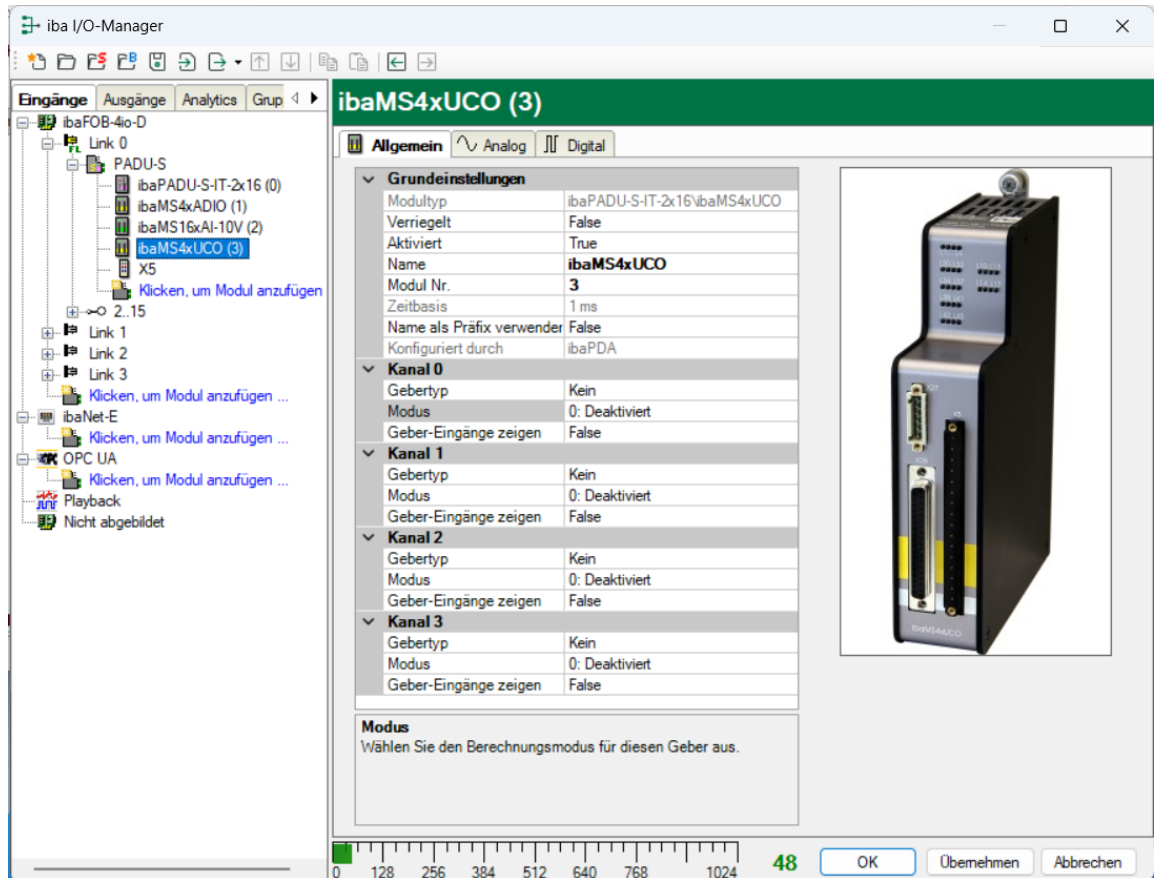 iba I/O-Manager
Eingänge Ausgänge Analytics Grup
ibaFOB-4io-D
Link 0
PADU-S
ibaPADU-S-IT-2x16 (0)
ibaMS4xADIO (1)
ibaMS16xAI-10V (2)
ibaMS4xUCO (3)
X5
Klicken, um Modul anzufügen
2..15
Link 1
Link 2
Link 3
Klicken, um Modul anzufügen ...
ibaNet-E
Klicken, um Modul anzufügen ...
OPC UA
Klicken, um Modul anzufügen ...
Playback
Nicht abgebildet
ibaMS4xUCO (3)
Allgemein Analog Digital
Grundeinstellungen
Modultyp ibaPADU-S-IT-2x16\ibaMS4xUCO
Verriegelt False
Aktiviert True
Name ibaMS4xUCO
Modul Nr. 3
Zeitbasis 1 ms
Name als Präfix verwender False
Konfiguriert durch ibaPDA
Kanal 0
Gebertyp Kein
Modus 0: Deaktiviert
Geber-Eingänge zeigen False
Kanal 1
Gebertyp Kein
Modus 0: Deaktiviert
Geber-Eingänge zeigen False
Kanal 2
Gebertyp Kein
Modus 0: Deaktiviert
Geber-Eingänge zeigen False
Kanal 3
Gebertyp Kein
Modus 0: Deaktiviert
Geber-Eingänge zeigen False
Modus
Wählen Sie den Berechnungsmodus für diesen Geber aus.
X27
X5
ibaMS4xUCO
0 128 256 384 512 640 768 1024
48
OK Übernehmen Abbrechen